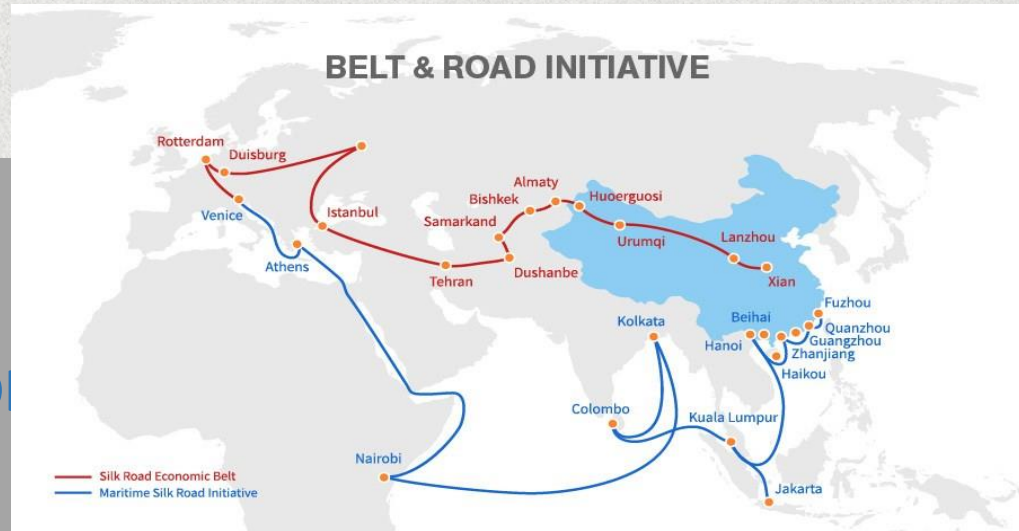 BELT & ROAD INITIATIVE
Rotterdam
Duisburg
Venice
Istanbul
Athens
Tehran
Dushanbe
Samarkand
Bishkek
Almaty
Huoerguosi
Urumqi
Lanzhou
Xian
Fuzhou
Quanzhou
Guangzhou
Zhanjiang
Haikou
Beihai
Hanoi
Kolkata
Colombo
Kuala Lumpur
Jakarta
Nairobi
Silk Road Economic Belt
Maritime Silk Road Initiative